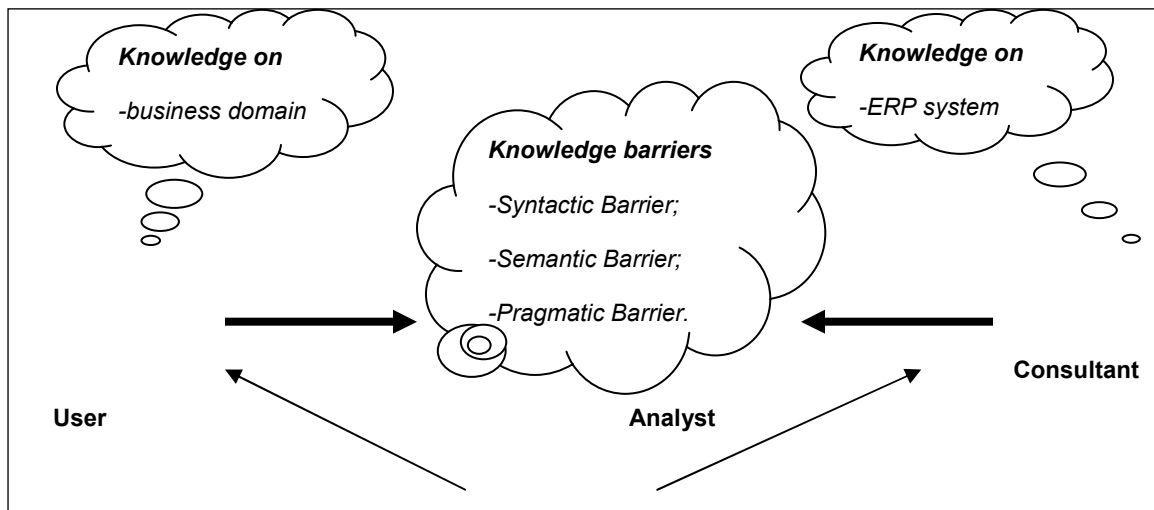 Knowledge on
-business domain
Knowledge on
-ERP system
Knowledge barriers
-Syntactic Barrier;
-Semantic Barrier;
-Pragmatic Barrier.
User
Analyst
Consultant